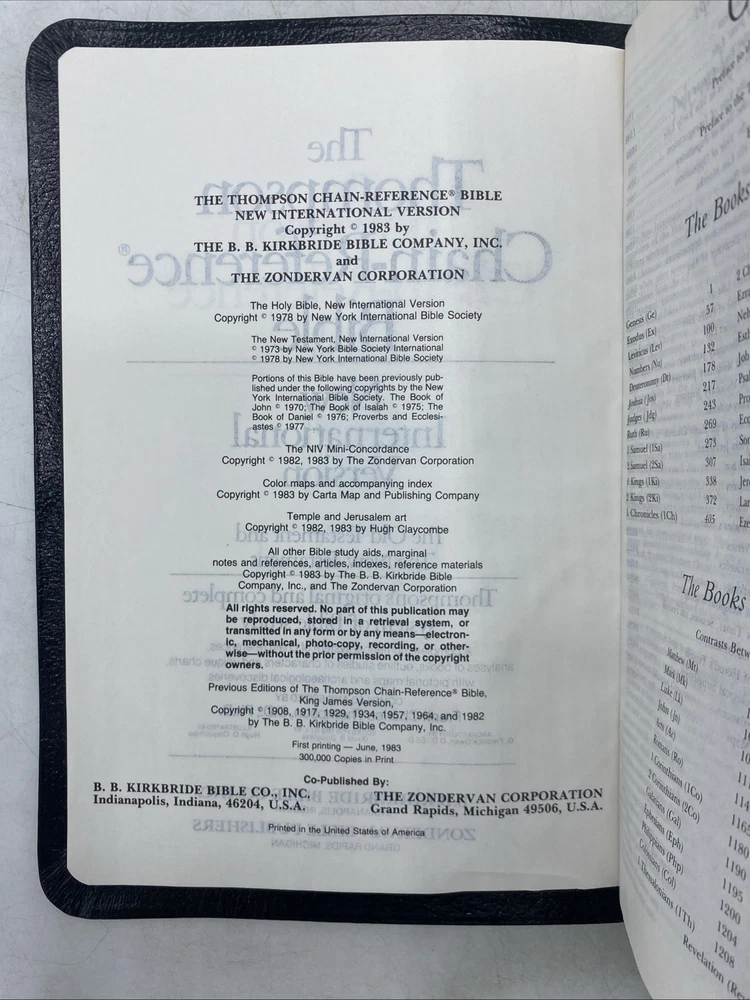 THE THOMPSON CHAIN-REFERENCE® BIBLE
NEW INTERNATIONAL VERSION
Copyright © 1983 by
THE B. B. KIRKBRIDE BIBLE COMPANY, INC.
and
THE ZONDERVAN CORPORATION
The Holy Bible, New International Version
Copyright © 1978 by New York International Bible Society
The New Testament, New International Version
© 1973 by New York Bible Society International
© 1978 by New York International Bible Society
Portions of this Bible have been previously pub-
lished under the following copyrights by the New
York International Bible Society. The Book of
John © 1970; The Book of Isaiah © 1975; The
Book of Daniel © 1976; Proverbs and Ecclesi-
astes © 1977
The NIV Mini-Concordance
Copyright © 1982, 1983 by The Zondervan Corporation
Color maps and accompanying index
Copyright © 1983 by Carta Map and Publishing Company
Temple and Jerusalem art
Copyright © 1982, 1983 by Hugh Claycombe
All other Bible study aids, marginal
notes and references, articles, indexes, reference materials
Copyright © 1983 by The B. B. Kirkbride Bible
Company, Inc., and The Zondervan Corporation
All rights reserved. No part of this publication may
be reproduced, stored in a retrieval system, or
transmitted in any form or by any means—electron-
ic, mechanical, photo-copy, recording, or other-
wise—without the prior permission of the copyright
owners.
Previous Editions of The Thompson Chain-Reference® Bible,
King James Version,
Copyright © 1908, 1917, 1929, 1934, 1957, 1964, and 1982
by The B. B. Kirkbride Bible Company, Inc.
First printing — June, 1983
300,000 Copies in Print
Co-Published By:
B. B. KIRKBRIDE BIBLE CO., INC.
Indianapolis, Indiana, 46204, U.S.A.
THE ZONDERVAN CORPORATION
Grand Rapids, Michigan 49506, U.S.A.
Printed in the United States of America
Preface to
Preface to the
The Books
Genesis (Ge) 1
Exodus (Ex) 57
Leviticus (Lev) 100
Numbers (Nu) 132
Deuteronomy (Dt) 178
Joshua (Jos) 217
Judges (Jdg) 243
Ruth (Ru) 269
Samuel (1Sa) 273
2 Samuel (2Sa) 307
Kings (1Ki) 338
2 Kings (2Ki) 372
Chronicles (1Ch) 405
The Books
Contrasts Betw
Matthew (Mt)
Mark (Mk)
Luke (Lk)
John (Jn)
Acts (Ac)
Romans (Ro)
1 Corinthians (1Co)
2 Corinthians (2Co)
Galatians (Gal)
Ephesians (Eph)
Philippians (Php) 1180
Colossians (Col) 1190
1 Thessalonians (1Th) 1195
1200
1204
1208
Revelation (Re